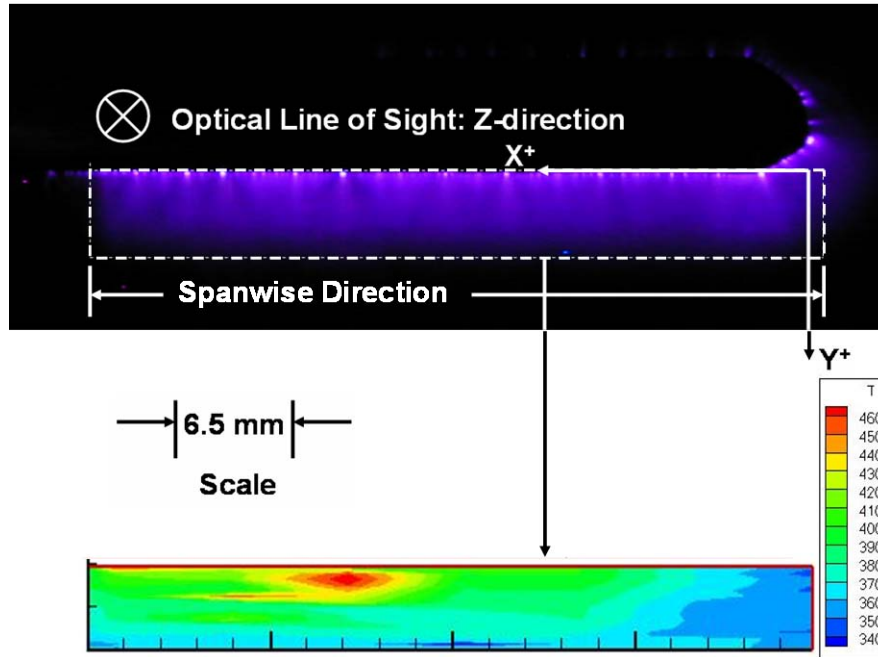 Optical Line of Sight: Z-direction
X+
Spanwise Direction
Y+
6.5 mm
Scale
T
460
450
440
430
420
410
400
390
380
370
360
350
340